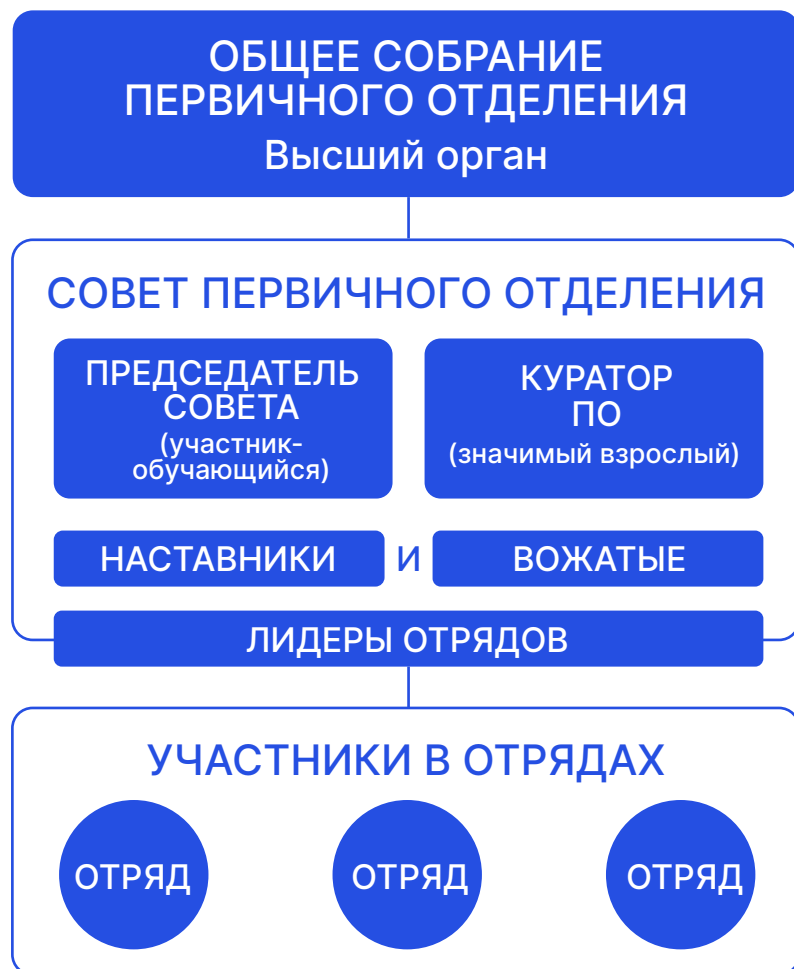 ОБЩЕЕ СОБРАНИЕ
ПЕРВИЧНОГО ОТДЕЛЕНИЯ
Высший орган
СОВЕТ ПЕРВИЧНОГО ОТДЕЛЕНИЯ
ПРЕДСЕДАТЕЛЬ
СОВЕТА
(участник-
обучающийся)
КУРАТОР
ПО
(значимый взрослый)
НАСТАВНИКИ И ВОЖАТЫЕ
ЛИДЕРЫ ОТРЯДОВ
УЧАСТНИКИ В ОТРЯДАХ
ОТРЯД ОТРЯД ОТРЯД